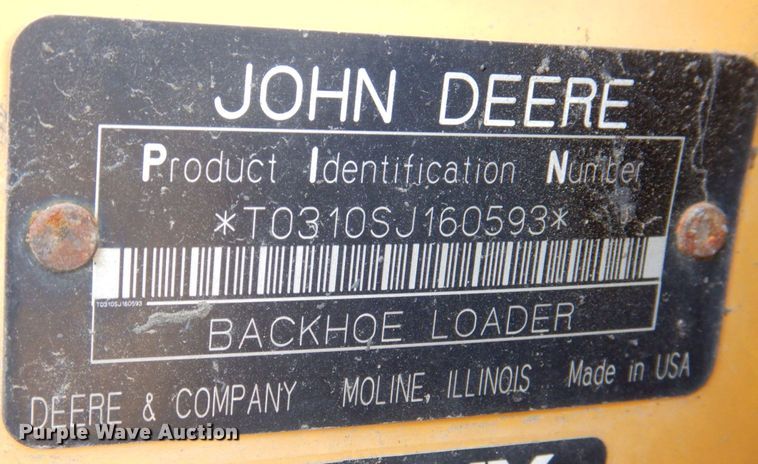 JOHN DEERE
Product Identification Number
*T0310SJ160593*
T0310SJ160593
BACKHOE LOADER
DEERE & COMPANY MOLINE, ILLINOIS Made in USA
Purple Wave Auction